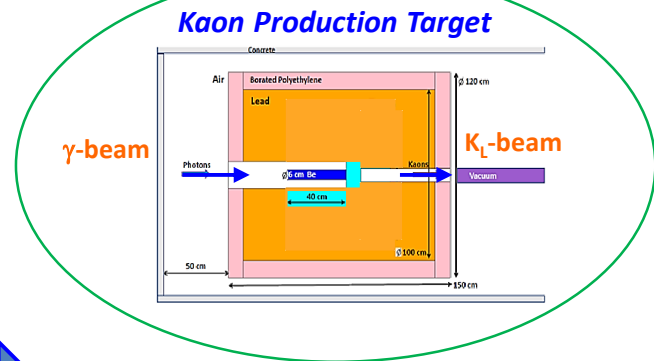 Kaon Production Target
Concrete
Air
Borated Polyethylene
Ø 120 cm
Lead
γ-beam
K_L-beam
Photons
Ø6 cm Be
Kaons
Vacuum
40 cm
Ø 100 cm
50 cm
150 cm